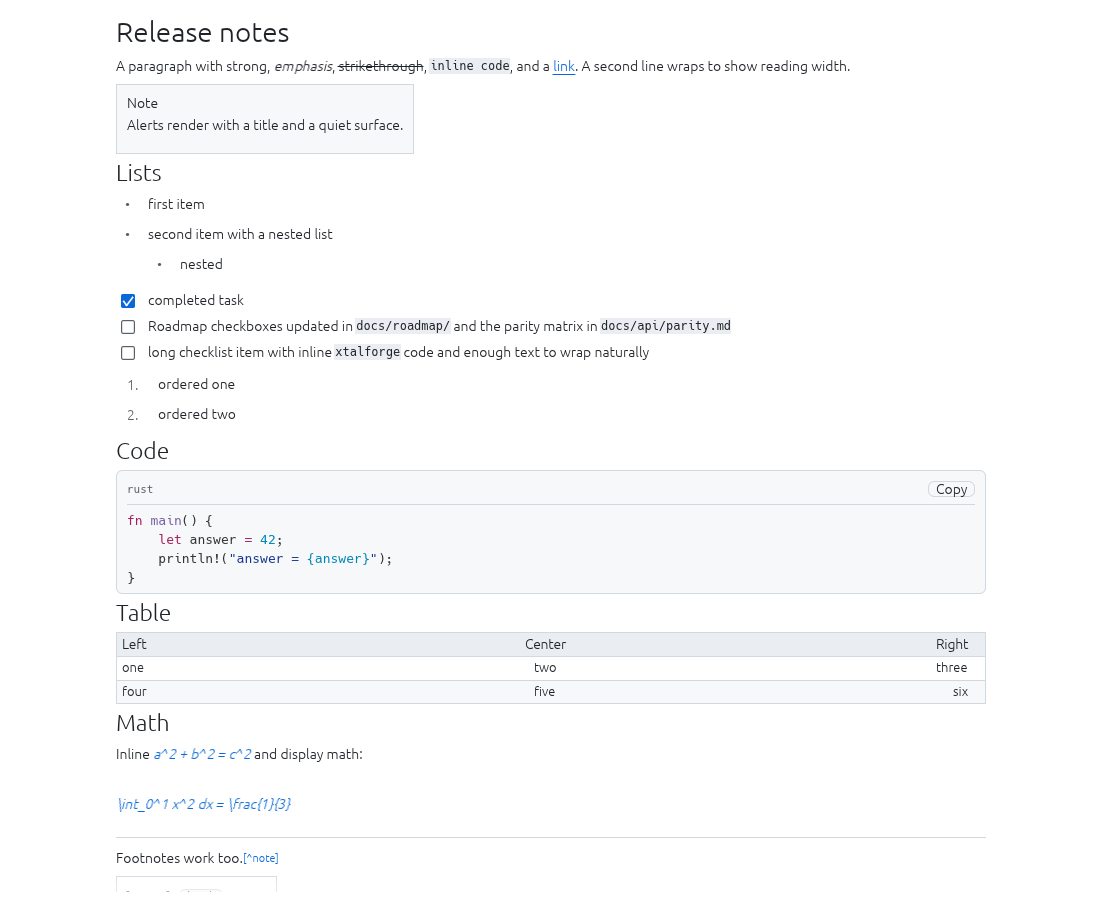 Release notes
A paragraph with strong, emphasis, strikethrough, inline code, and a link. A second line wraps to show reading width.
Note
Alerts render with a title and a quiet surface.
Lists
• first item
• second item with a nested list
• nested
completed task
Roadmap checkboxes updated in docs/roadmap/ and the parity matrix in docs/api/parity.md
long checklist item with inline xtalforge code and enough text to wrap naturally
1. ordered one
2. ordered two
Code
rust Copy
fn main() {
    let answer = 42;
    println!("answer = {answer}");
}
Table
Left Center Right
one two three
four five six
Math
Inline a^2 + b^2 = c^2 and display math:
\int_0^1 x^2 dx = \frac{1}{3}
Footnotes work too.[^note]